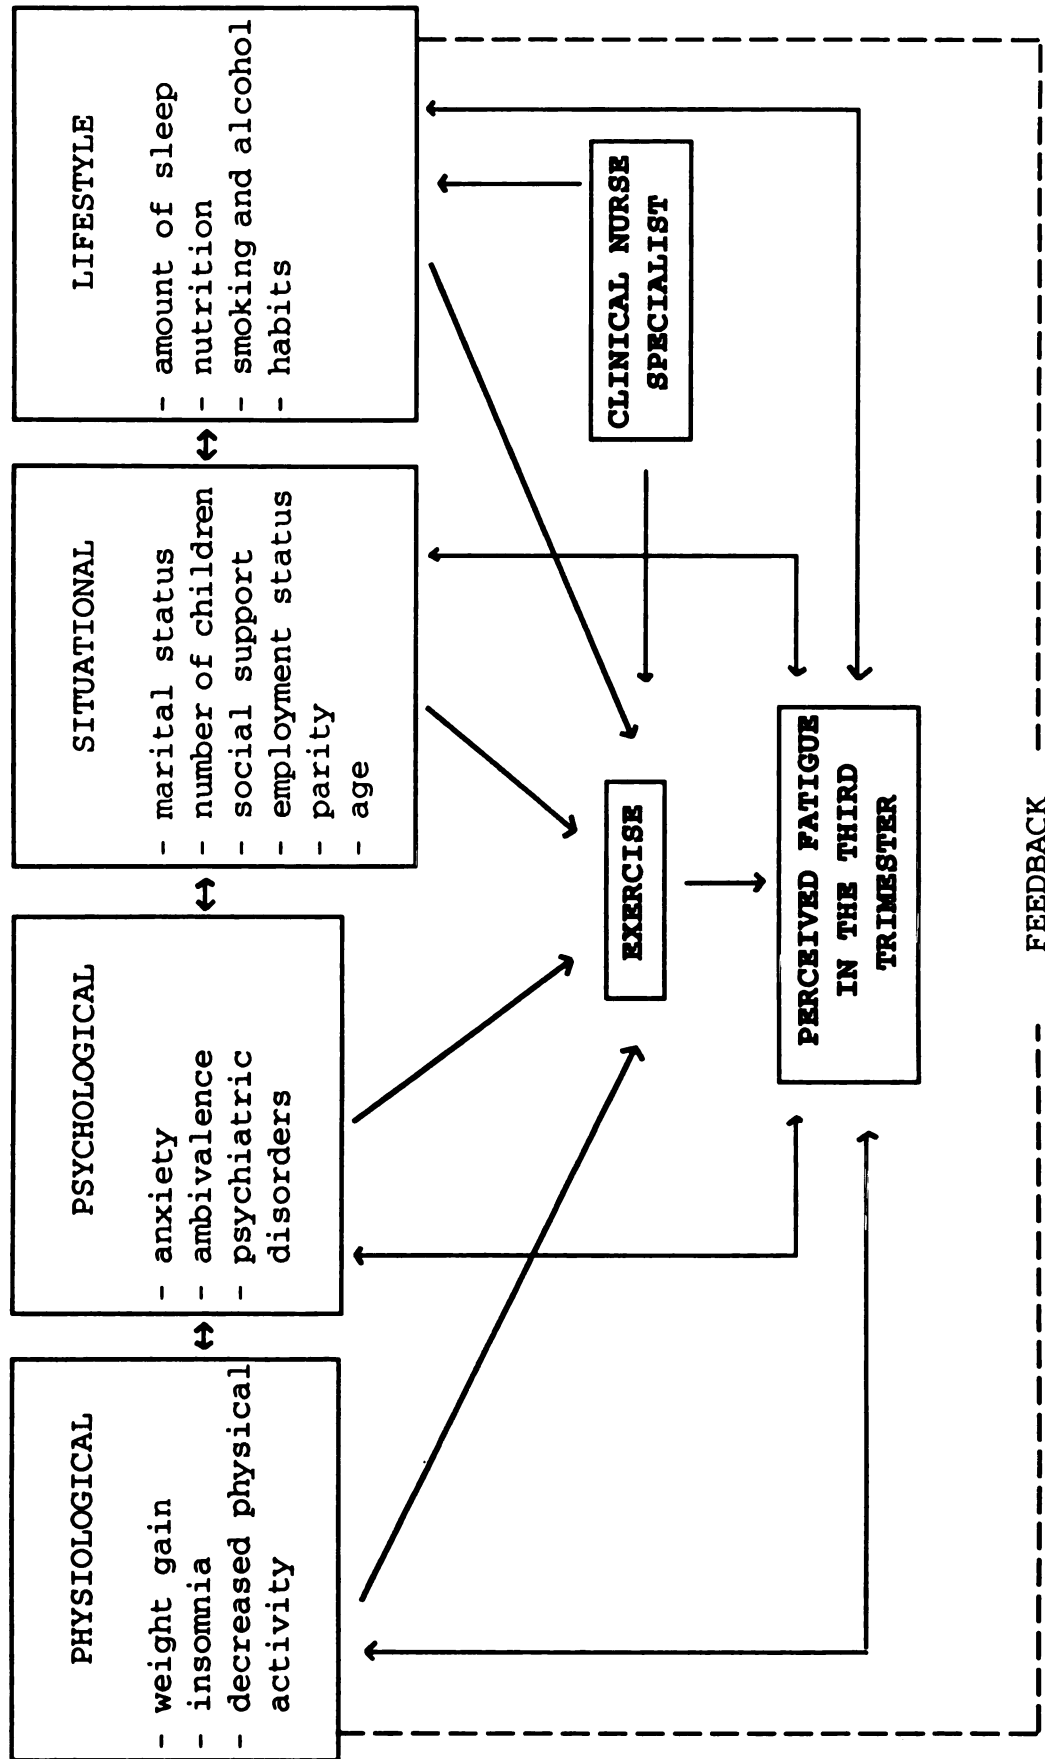 PHYSIOLOGICAL
- weight gain
- insomnia
- decreased physical
activity
PSYCHOLOGICAL
- anxiety
- ambivalence
- psychiatric
disorders
SITUATIONAL
- marital status
- number of children
- social support
- employment status
- parity
- age
LIFESTYLE
- amount of sleep
- nutrition
- smoking and alcohol
- habits
CLINICAL NURSE
SPECIALIST
EXERCISE
PERCEIVED FATIGUE
IN THE THIRD
TRIMESTER
FEEDBACK